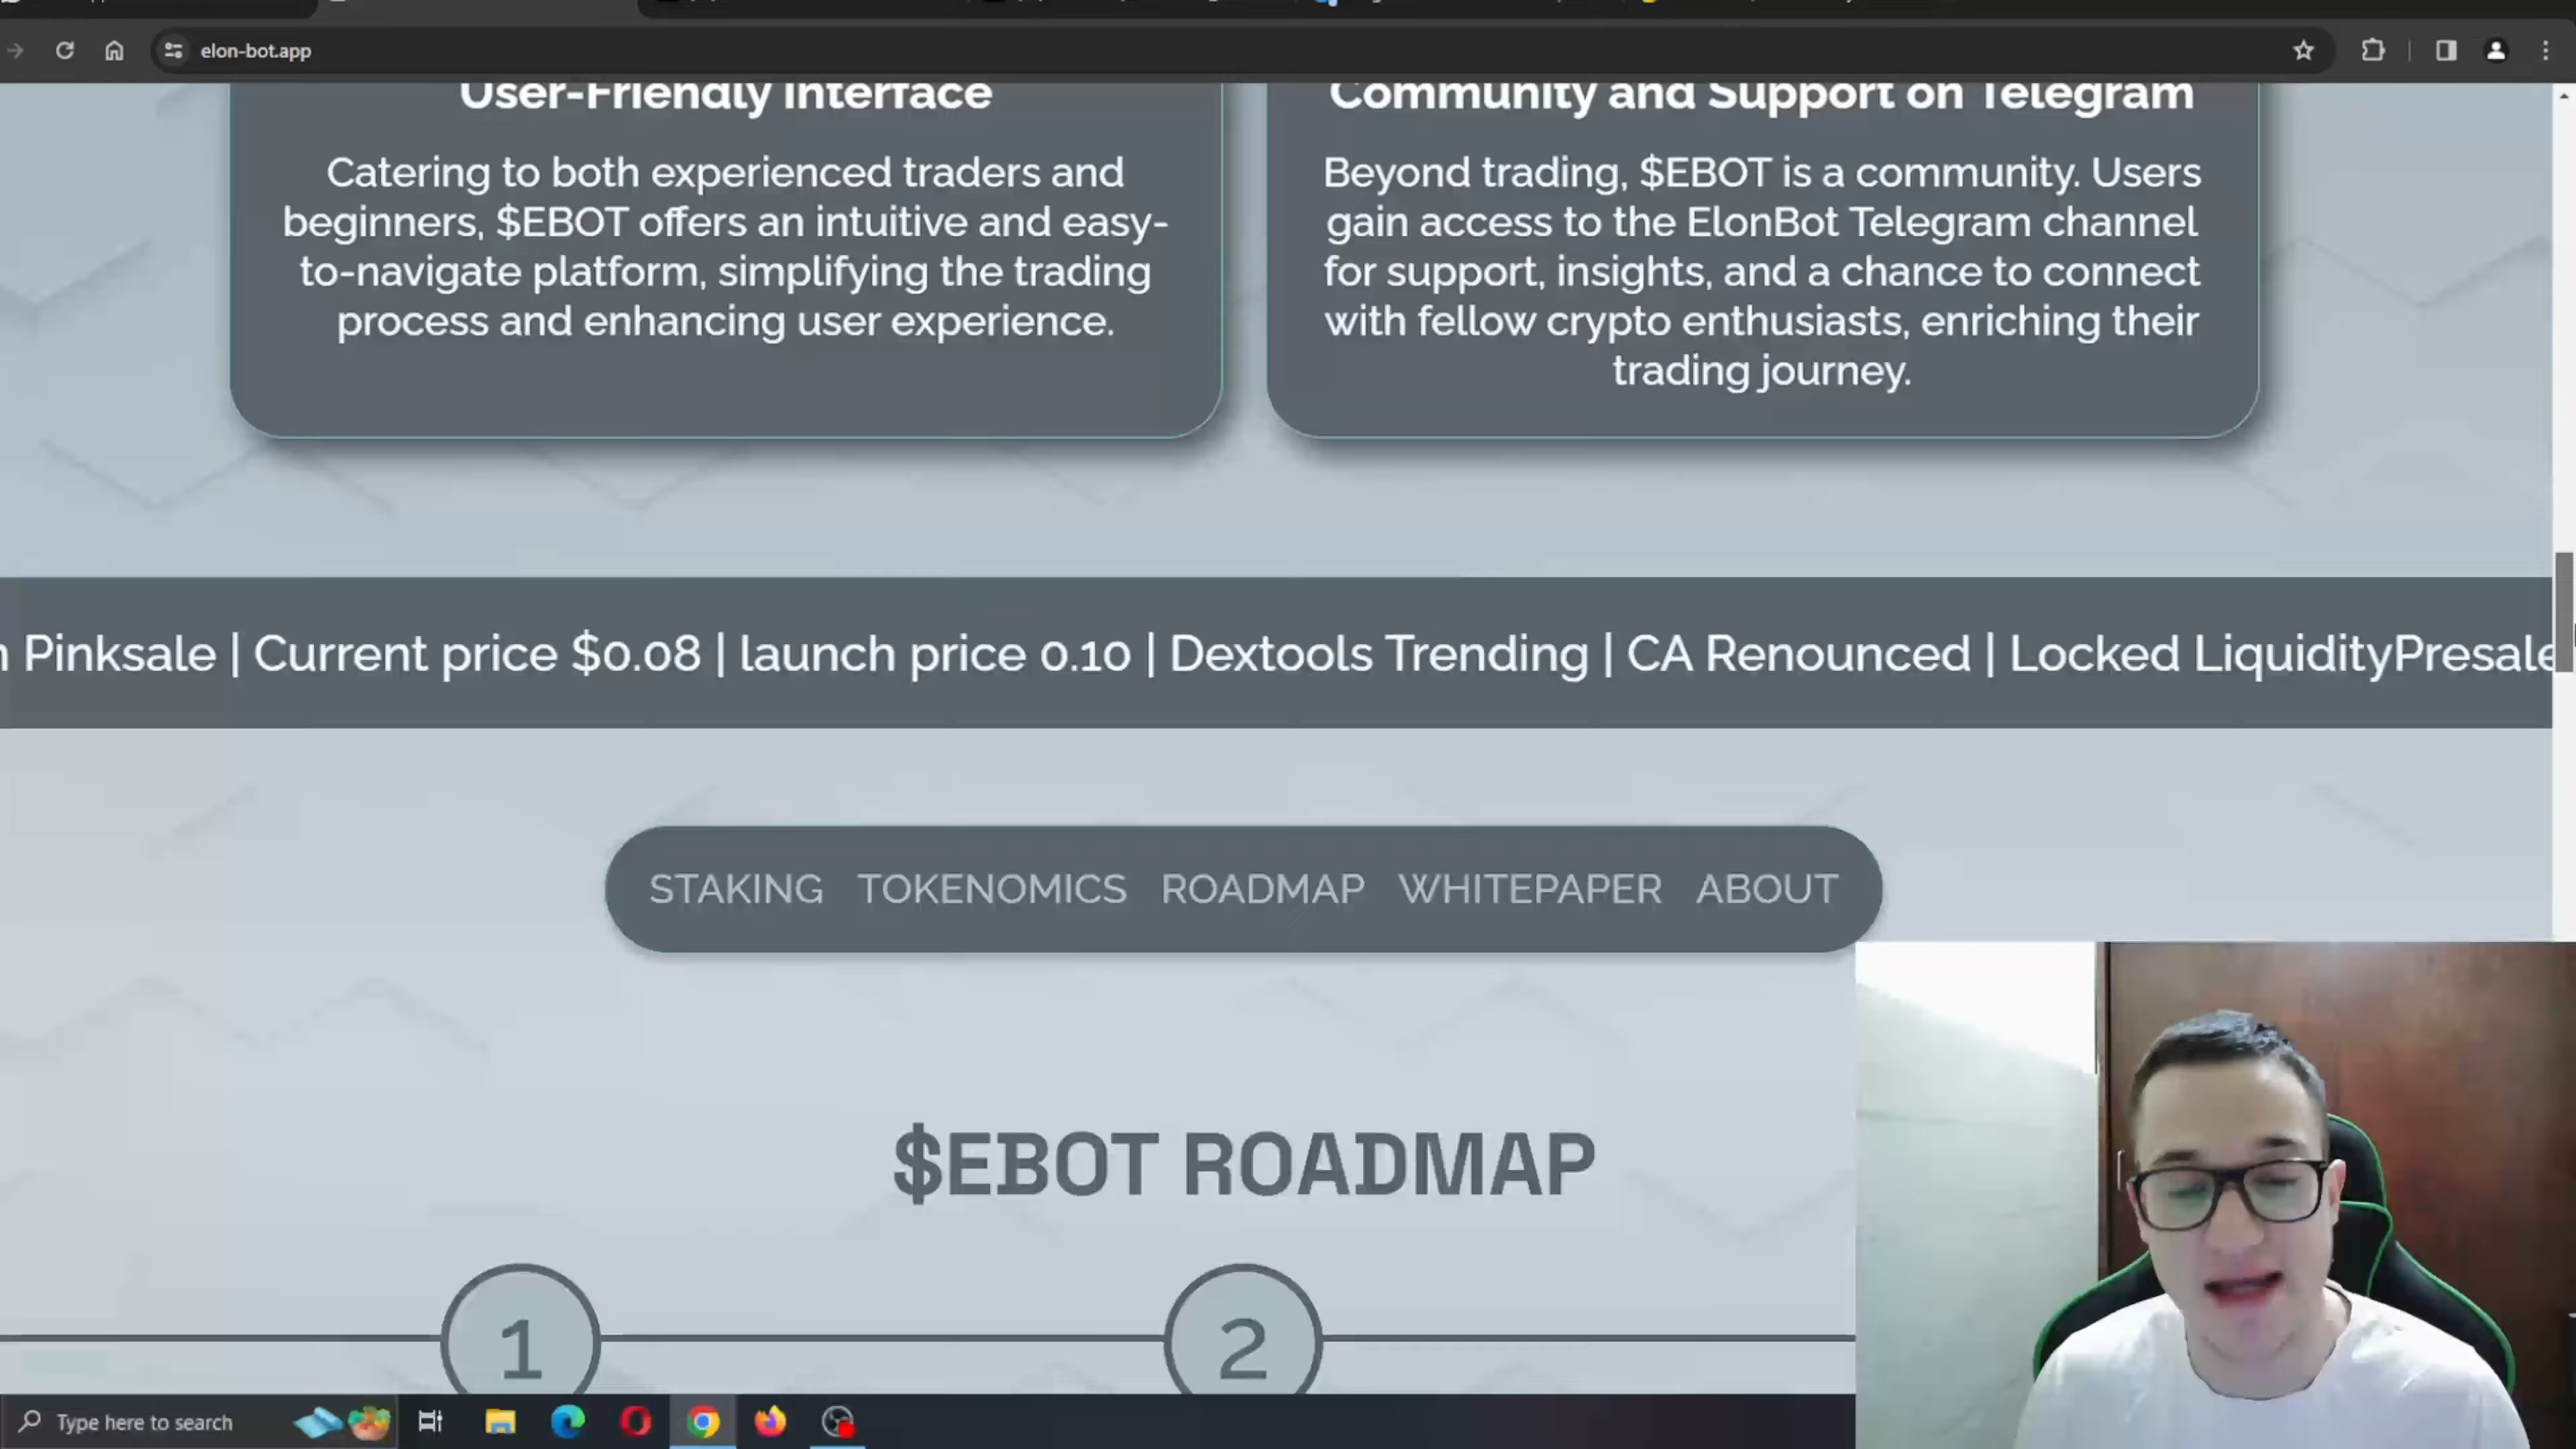 elon-bot.app
User-Friendly Interface
Catering to both experienced traders and
beginners, $EBOT offers an intuitive and easy-
to-navigate platform, simplifying the trading
process and enhancing user experience.
Community and Support on Telegram
Beyond trading, $EBOT is a community. Users
gain access to the ElonBot Telegram channel
for support, insights, and a chance to connect
with fellow crypto enthusiasts, enriching their
trading journey.
Pinksale | Current price $0.08 | launch price 0.10 | Dextools Trending | CA Renounced | Locked LiquidityPresale
STAKING TOKENOMICS ROADMAP WHITEPAPER ABOUT
$EBOT ROADMAP
1
2
Type here to search